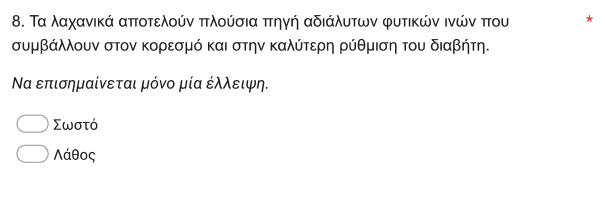 8. Τα λαχανικά αποτελούν πλούσια πηγή αδιάλυτων φυτικών ινών που *
συμβάλλουν στον κορεσμό και στην καλύτερη ρύθμιση του διαβήτη.
Να επισημαίνεται μόνο μία έλλειψη.
Σωστό
Λάθος